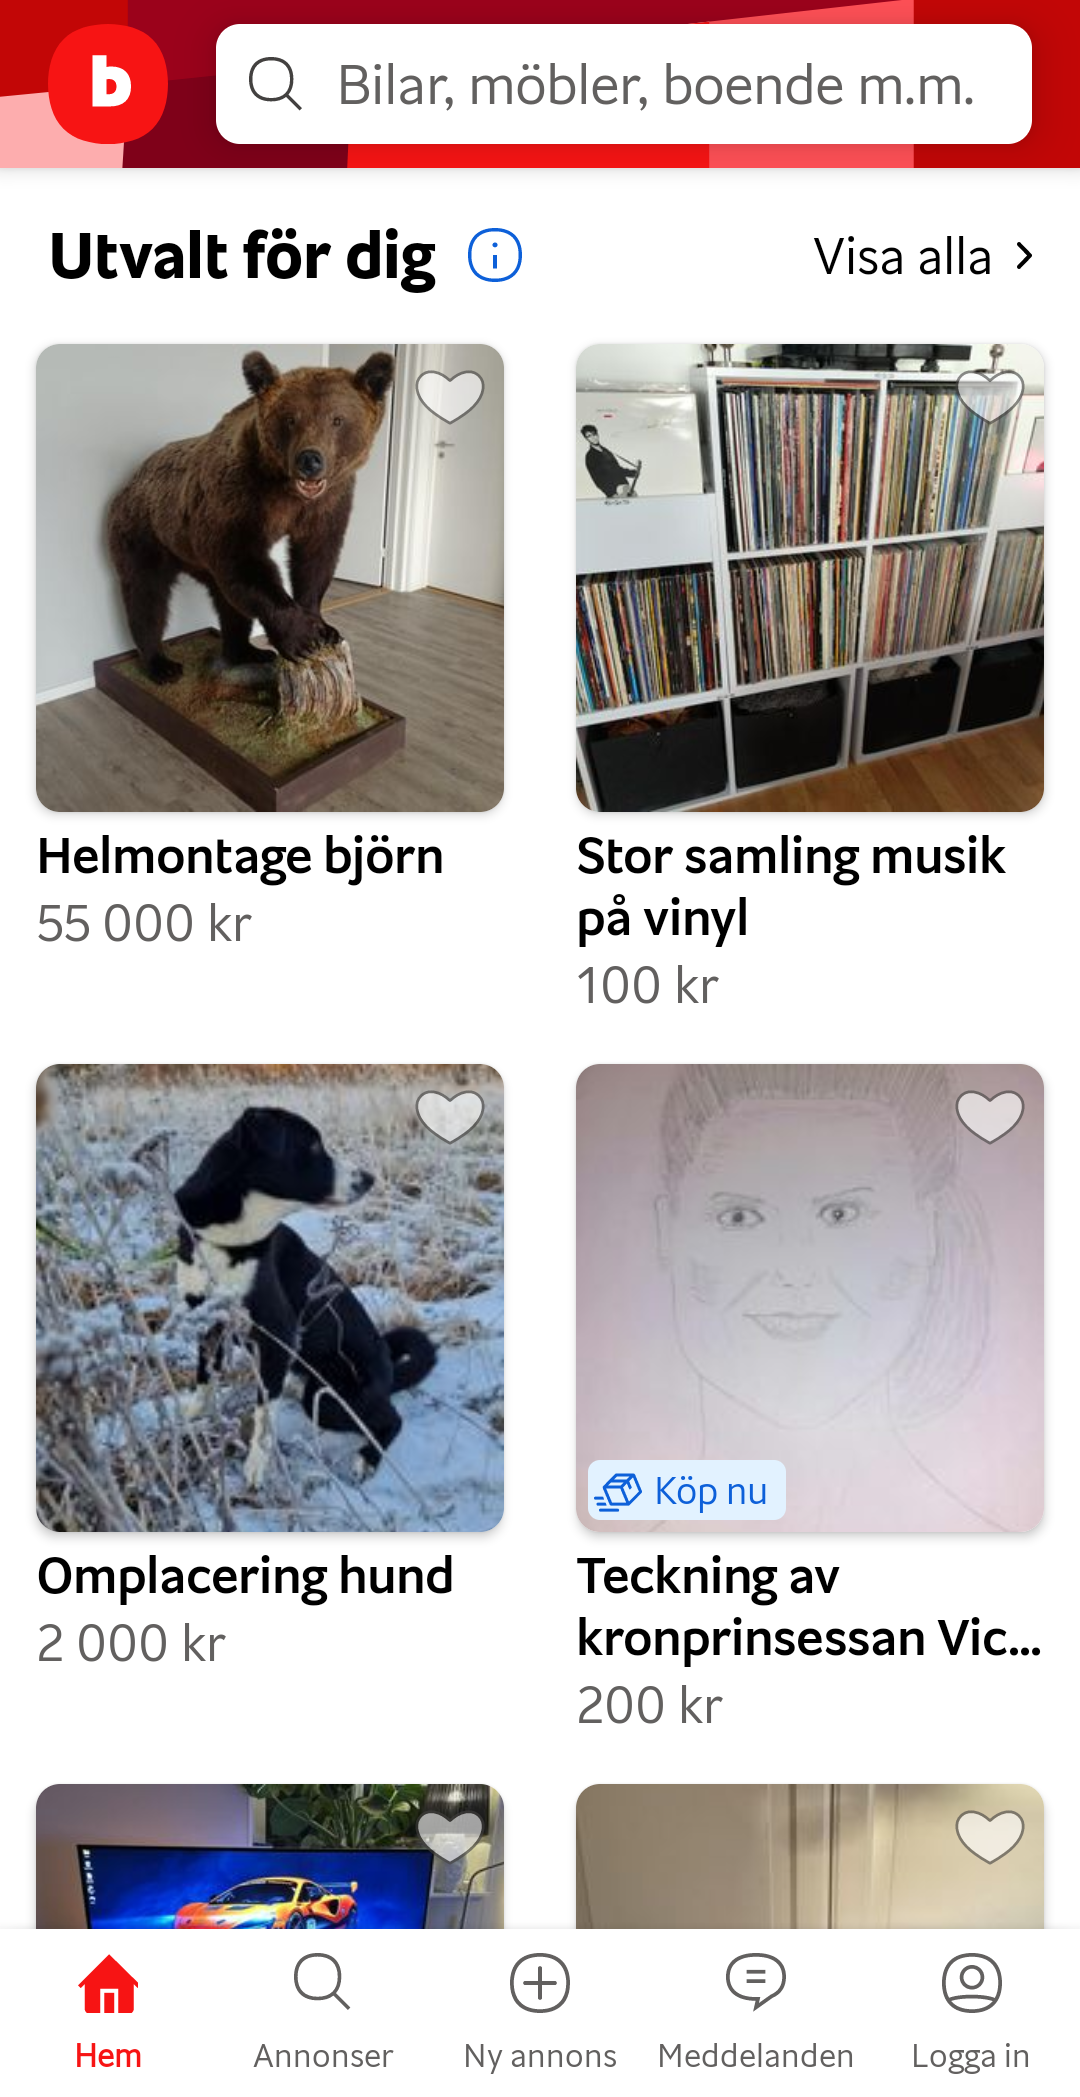 b
Bilar, möbler, boende m.m.
Utvalt för dig
Visa alla
Helmontage björn
55 000 kr
Stor samling musik
på vinyl
100 kr
Köp nu
Omplacering hund
2 000 kr
Teckning av
kronprinsessan Vic...
200 kr
Hem
Annonser
Ny annons
Meddelanden
Logga in